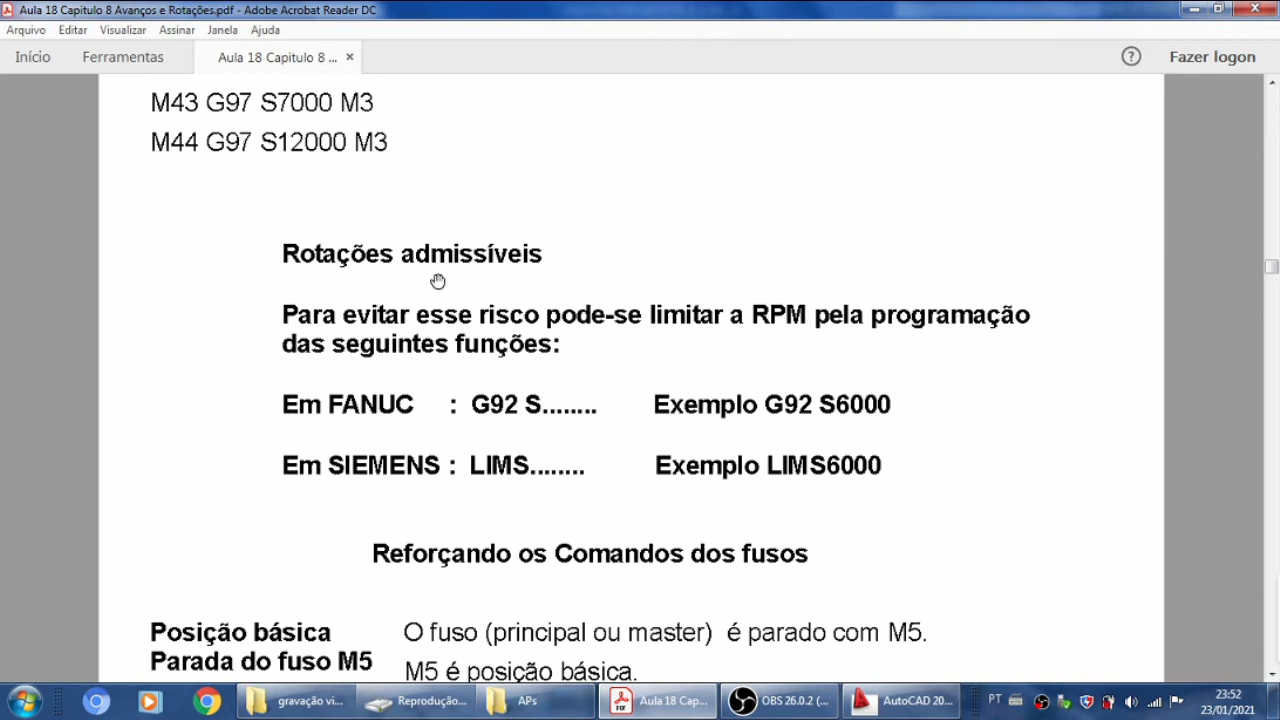 Aula 18 Capitulo 8 Avanços e Rotações.pdf - Adobe Acrobat Reader DC
Arquivo Editar Visualizar Assinar Janela Ajuda
Início Ferramentas Aula 18 Capitulo 8 ... × ? Fazer logon
M43 G97 S7000 M3
M44 G97 S12000 M3
Rotações admissíveis
Para evitar esse risco pode-se limitar a RPM pela programação
das seguintes funções:
Em FANUC : G92 S........ Exemplo G92 S6000
Em SIEMENS : LIMS........ Exemplo LIMS6000
Reforçando os Comandos dos fusos
Posição básica O fuso (principal ou master) é parado com M5.
Parada do fuso M5 M5 é posição básica.
gravação vi... Reprodução... APs Aula 18 Cap... OBS 26.0.2 (... AutoCAD 20... PT 23:52
23/01/2021